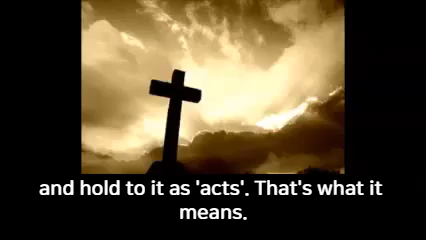 and hold to it as 'acts'. That's what it
means.